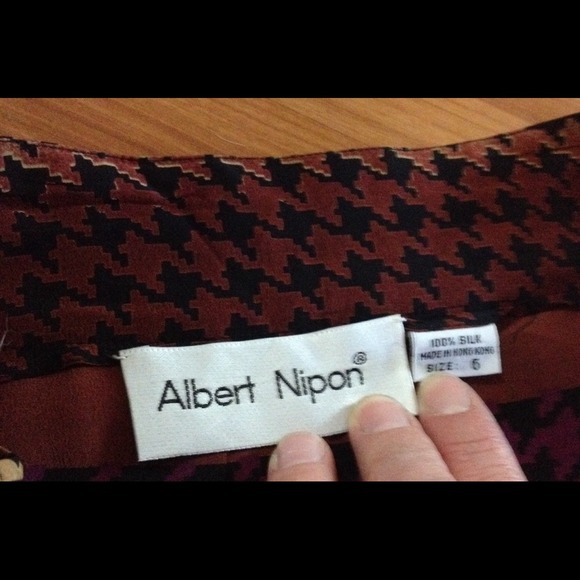 Albert Nipon®
100% SILK
MADE IN HONG KONG
SIZE: 6